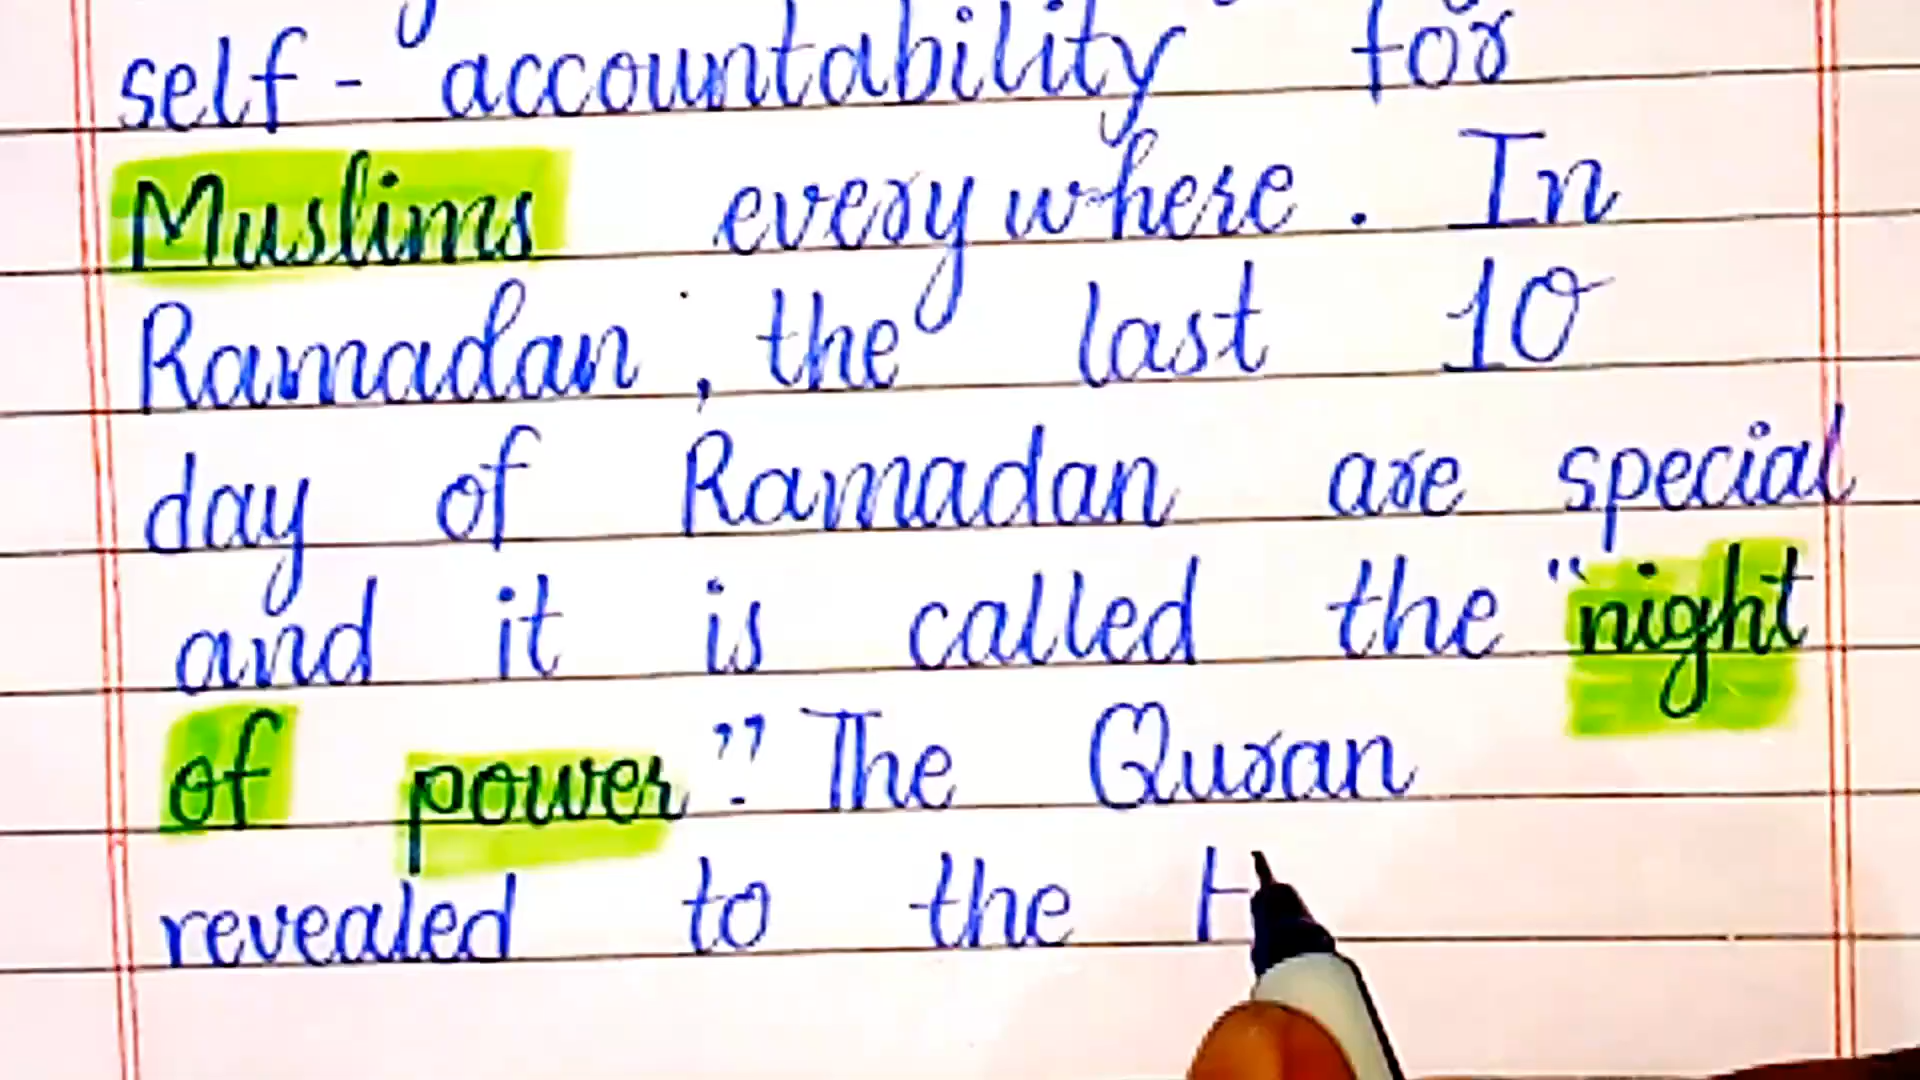 self-accountability for
Muslims everywhere. In
Ramadan, the last 10
day of Ramadan are special
and it is called the "night
of power". The Quran
revealed to the H